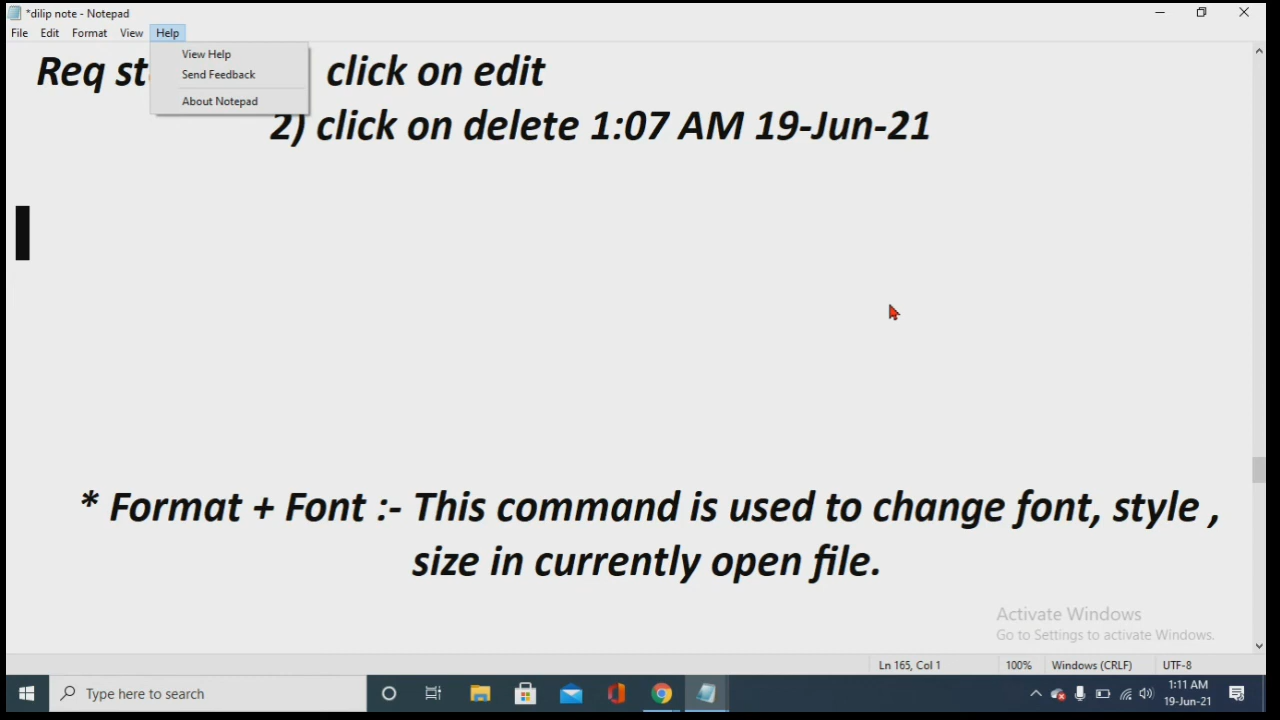 *dilip note - Notepad
File Edit Format View Help
View Help
Send Feedback
About Notepad
Req click on edit
2) click on delete 1:07 AM 19-Jun-21
* Format + Font :- This command is used to change font, style ,
size in currently open file.
Activate Windows
Go to Settings to activate Windows.
Ln 165, Col 1 100% Windows (CRLF) UTF-8
Type here to search
1:11 AM
19-Jun-21